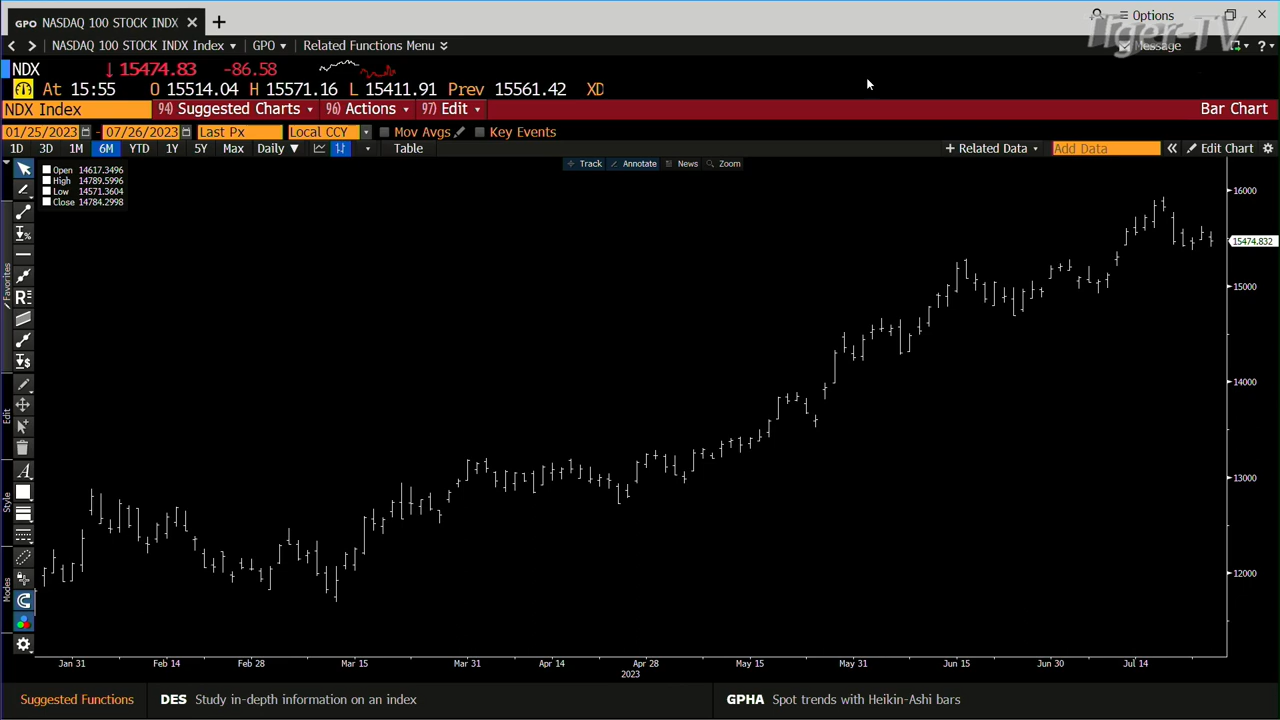 GPO NASDAQ 100 STOCK INDX × +
Options
Tiger-TV
NASDAQ 100 STOCK INDX Index GPO Related Functions Menu
Message
?
NDX ↓ 15474.83 -86.58
At 15:55 O 15514.04 H 15571.16 L 15411.91 Prev 15561.42 XD
NDX Index 94) Suggested Charts 96) Actions 97) Edit Bar Chart
01/25/2023 - 07/26/2023 Last Px Local CCY Mov Avgs Key Events
1D 3D 1M 6M YTD 1Y 5Y Max Daily ▼ Table + Related Data Add Data « Edit Chart
Track Annotate News Zoom
Open 14617.3496
High 14789.5996
Low 14571.3604
Close 14784.2998
16000
15474.832
15000
14000
13000
12000
Favorites
Edit
Style
Modes
Jan 31 Feb 14 Feb 28 Mar 15 Mar 31 Apr 14 Apr 28 May 15 May 31 Jun 15 Jun 30 Jul 14
2023
Suggested Functions DES Study in-depth information on an index GPHA Spot trends with Heikin-Ashi bars